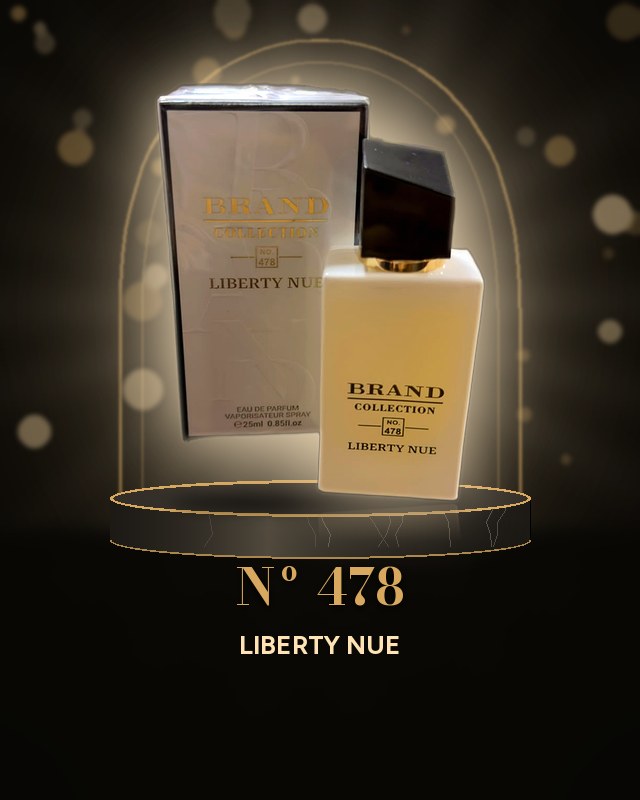 BRAND
COLLECTION
NO.
478
LIBERTY NUE
EAU DE PARFUM
VAPORISATEUR SPRAY
℮25ml 0.85fl.oz
BRAND
COLLECTION
NO.
478
LIBERTY NUE
Nº 478
LIBERTY NUE